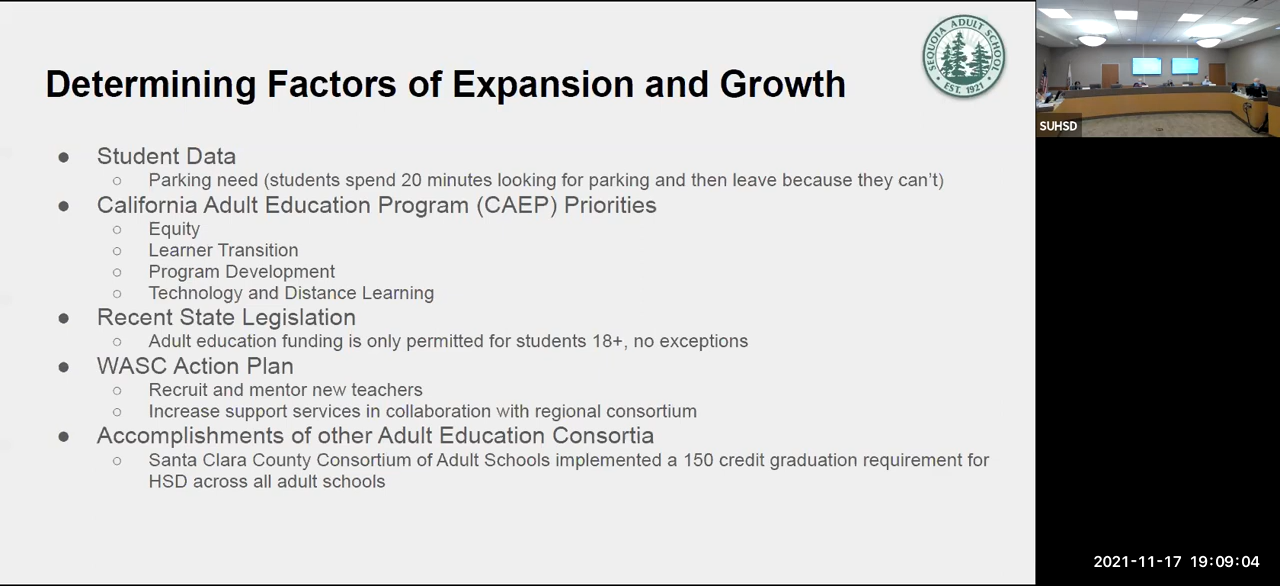 Determining Factors of Expansion and Growth
SEQUOIA ADULT SCHOOL
EST. 1921
SUHSD
● Student Data
○ Parking need (students spend 20 minutes looking for parking and then leave because they can't)
● California Adult Education Program (CAEP) Priorities
○ Equity
○ Learner Transition
○ Program Development
○ Technology and Distance Learning
● Recent State Legislation
○ Adult education funding is only permitted for students 18+, no exceptions
● WASC Action Plan
○ Recruit and mentor new teachers
○ Increase support services in collaboration with regional consortium
● Accomplishments of other Adult Education Consortia
○ Santa Clara County Consortium of Adult Schools implemented a 150 credit graduation requirement for
HSD across all adult schools
2021-11-17 19:09:04